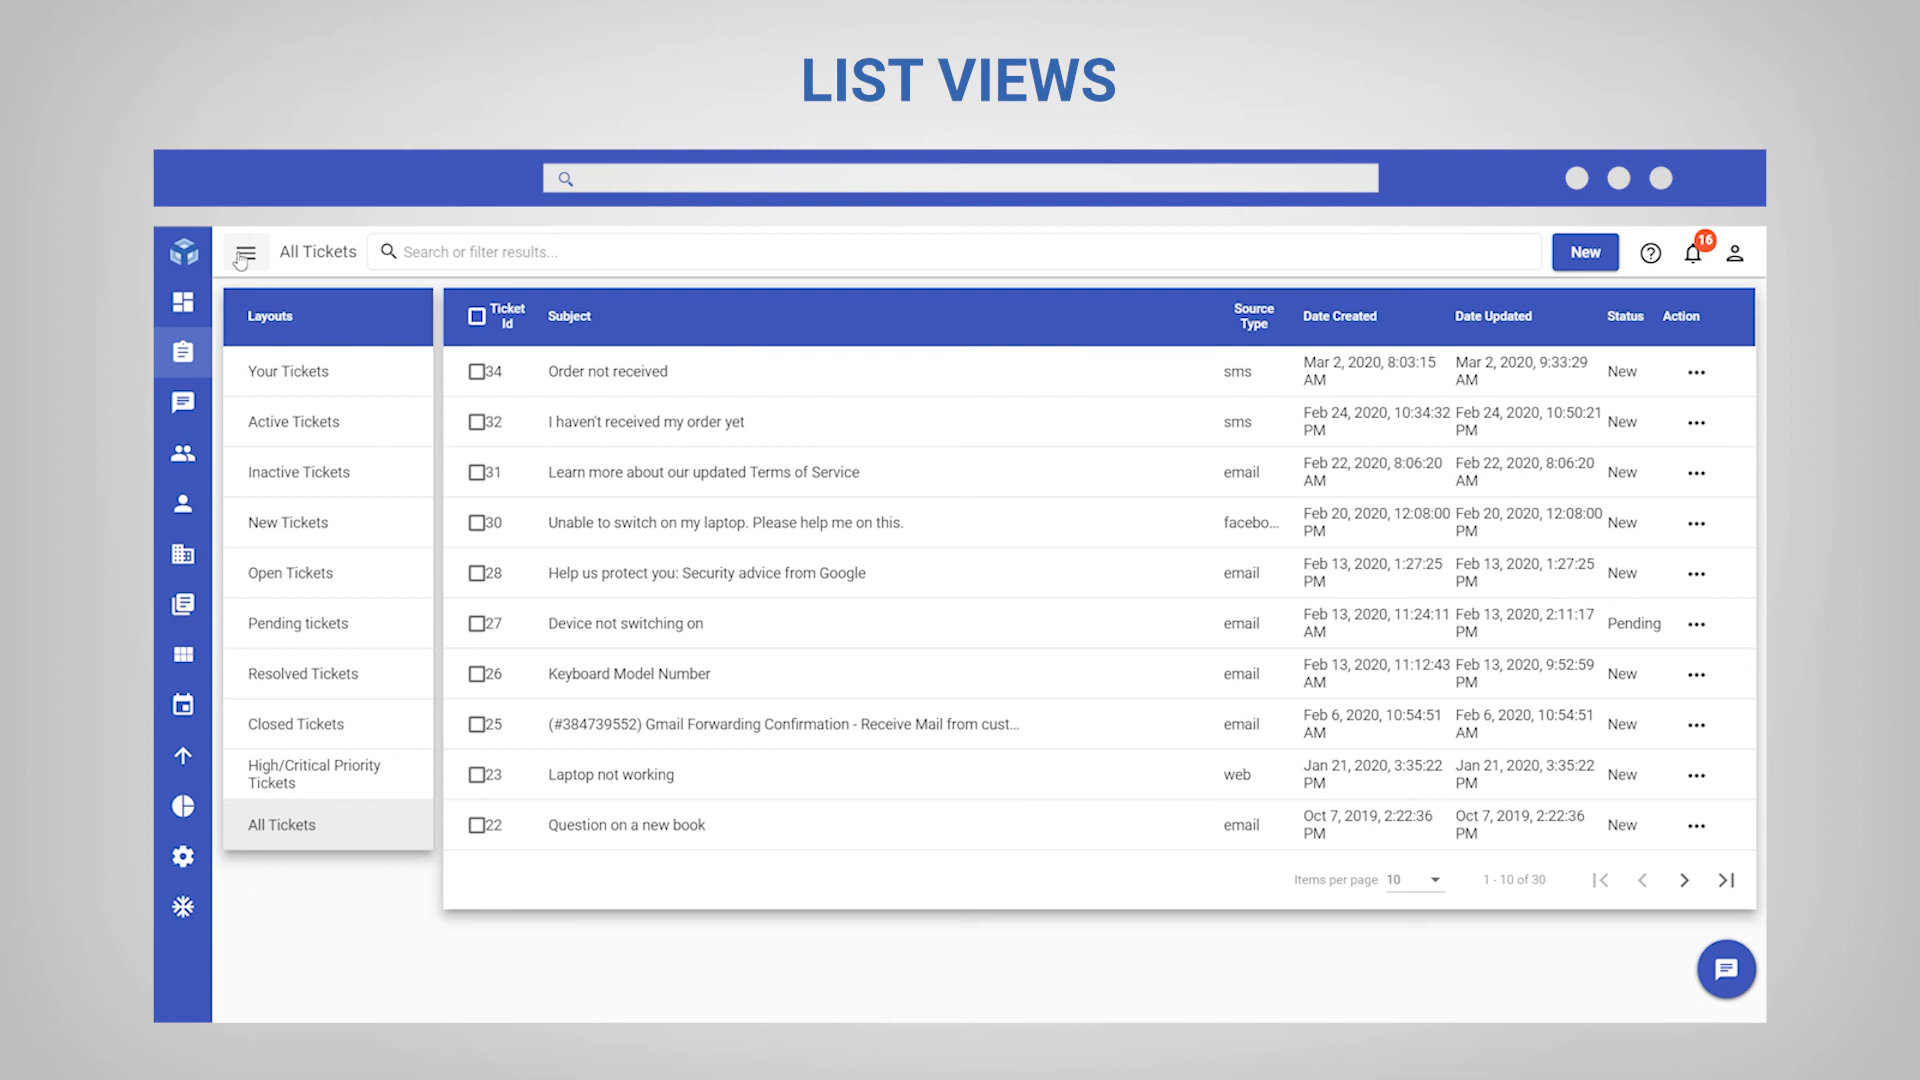 LIST VIEWS
All Tickets
Search or filter results...
New
16
Layouts
Your Tickets
Active Tickets
Inactive Tickets
New Tickets
Open Tickets
Pending tickets
Resolved Tickets
Closed Tickets
High/Critical Priority
Tickets
All Tickets
Ticket Id Subject Source Type Date Created Date Updated Status Action
34 Order not received sms Mar 2, 2020, 8:03:15 AM Mar 2, 2020, 9:33:29 AM New
32 I haven't received my order yet sms Feb 24, 2020, 10:34:32 PM Feb 24, 2020, 10:50:21 PM New
31 Learn more about our updated Terms of Service email Feb 22, 2020, 8:06:20 AM Feb 22, 2020, 8:06:20 AM New
30 Unable to switch on my laptop. Please help me on this. facebo... Feb 20, 2020, 12:08:00 PM Feb 20, 2020, 12:08:00 PM New
28 Help us protect you: Security advice from Google email Feb 13, 2020, 1:27:25 PM Feb 13, 2020, 1:27:25 PM New
27 Device not switching on email Feb 13, 2020, 11:24:11 AM Feb 13, 2020, 2:11:17 PM Pending
26 Keyboard Model Number email Feb 13, 2020, 11:12:43 AM Feb 13, 2020, 9:52:59 PM New
25 (#384739552) Gmail Forwarding Confirmation - Receive Mail from cust... email Feb 6, 2020, 10:54:51 AM Feb 6, 2020, 10:54:51 AM New
23 Laptop not working web Jan 21, 2020, 3:35:22 PM Jan 21, 2020, 3:35:22 PM New
22 Question on a new book email Oct 7, 2019, 2:22:36 PM Oct 7, 2019, 2:22:36 PM New
Items per page 10 1 - 10 of 30